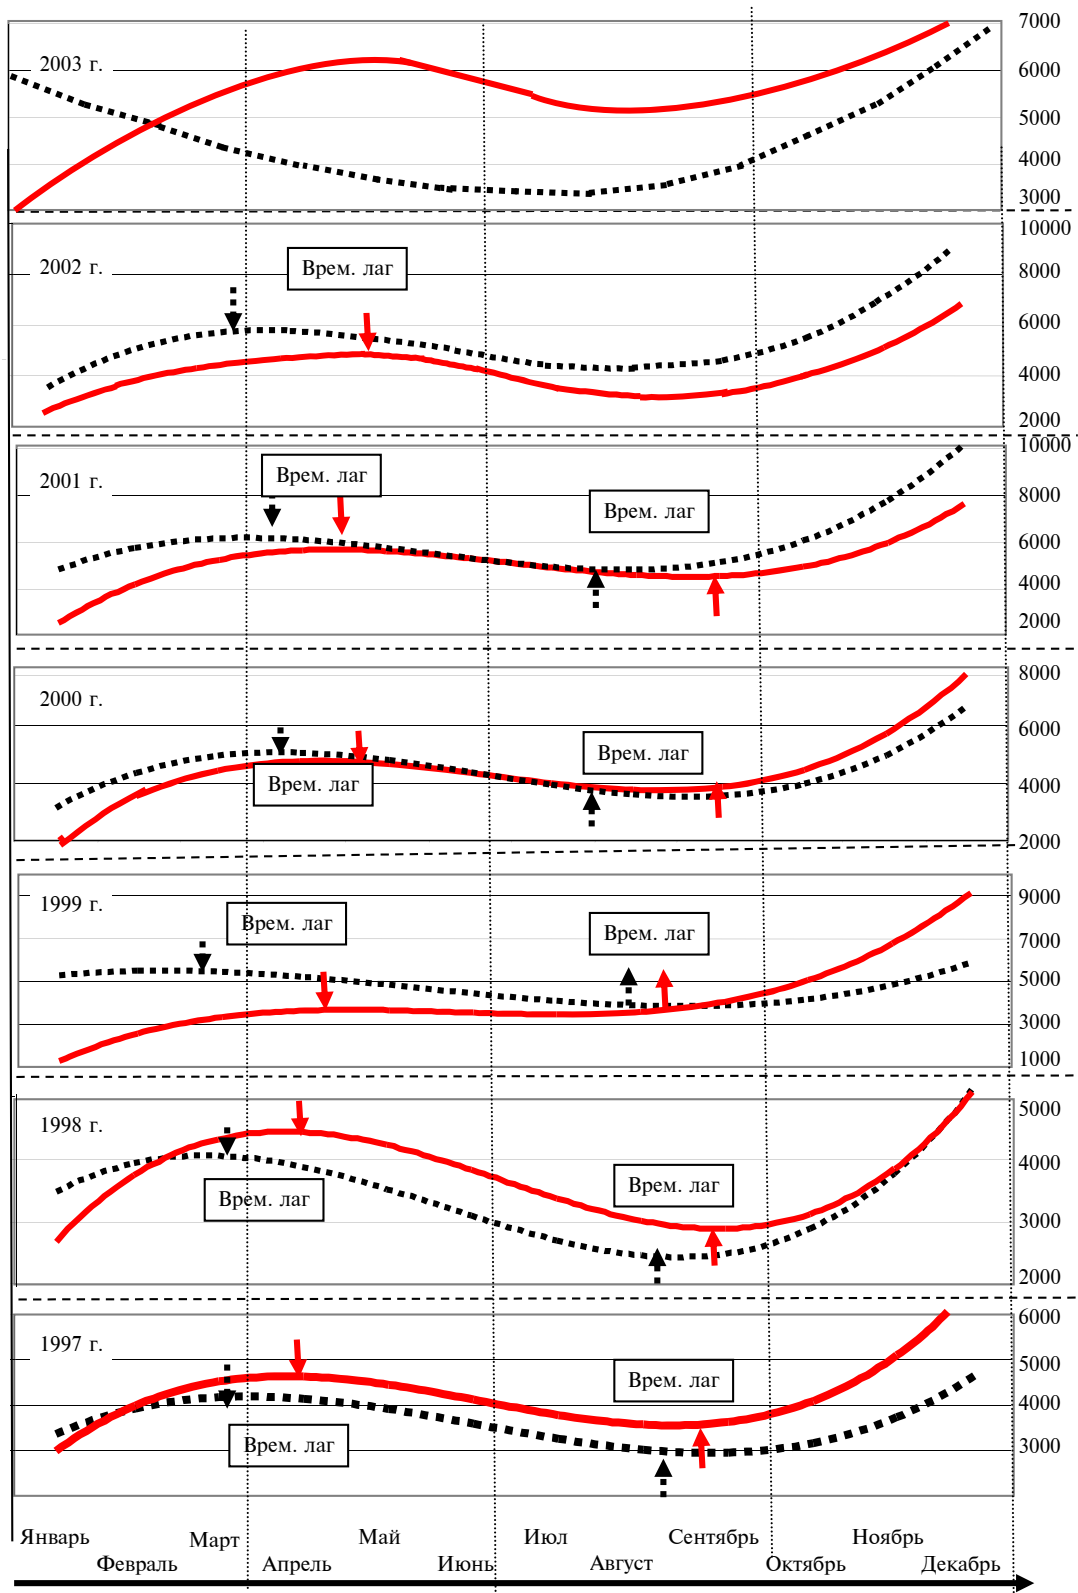 7000
2003 г.
6000
5000
4000
3000
10000
2002 г.
Врем. лаг
8000
6000
4000
2000
10000
Врем. лаг
2001 г.
8000
Врем. лаг
6000
4000
2000
8000
2000 г.
6000
Врем. лаг
Врем. лаг
4000
2000
9000
1999 г.
Врем. лаг
Врем. лаг
7000
5000
3000
1000
5000
1998 г.
4000
Врем. лаг
Врем. лаг
3000
2000
6000
1997 г.
5000
Врем. лаг
4000
Врем. лаг
3000
Январь Март Май Июл Сентябрь Ноябрь
Февраль Апрель Июнь Август Октябрь Декабрь